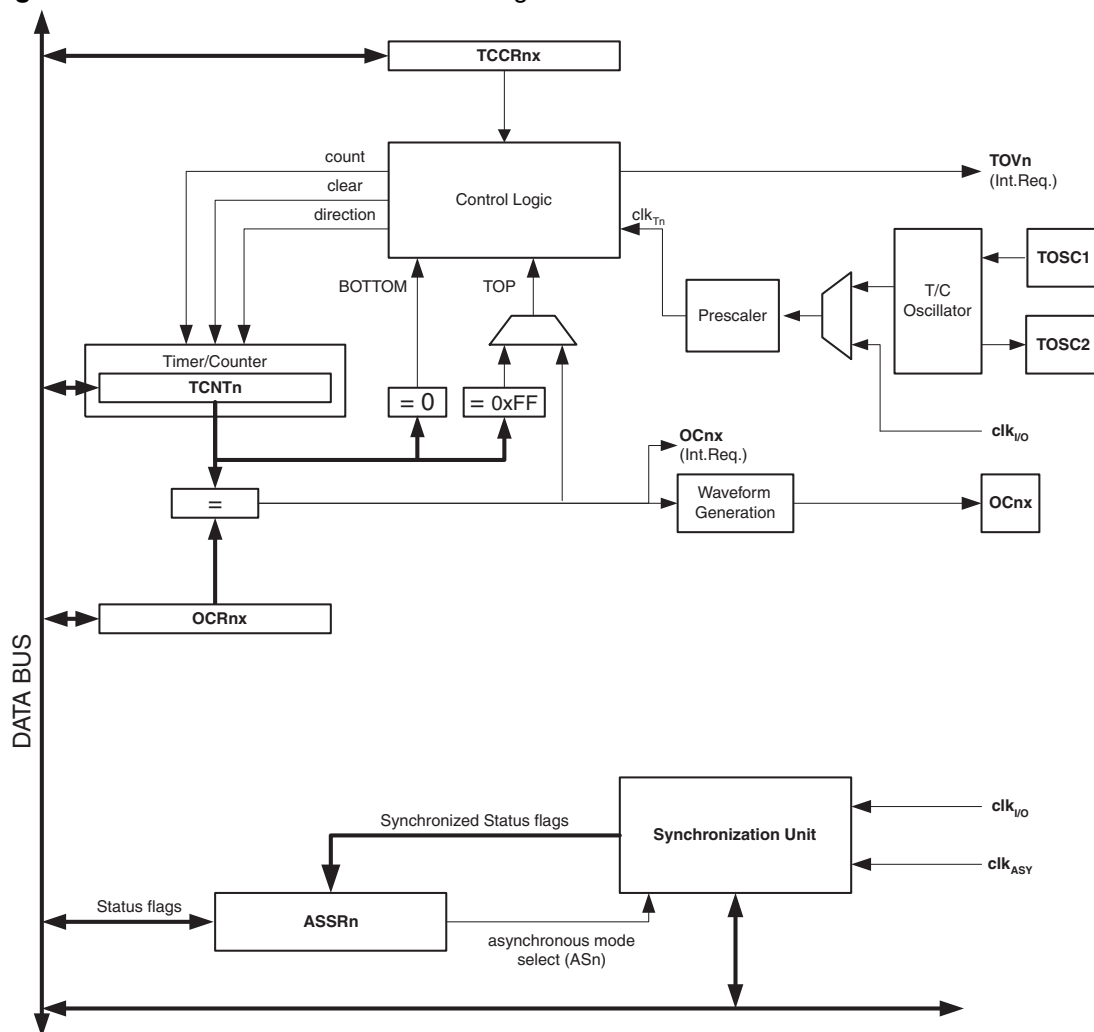 TCCRnx
count
clear
direction
Control Logic
TOVn
(Int.Req.)
clkTn
BOTTOM
TOP
Prescaler
T/C
Oscillator
TOSC1
TOSC2
clkI/O
Timer/Counter
TCNTn
= 0
= 0xFF
OCnx
(Int.Req.)
=
Waveform
Generation
OCnx
OCRnx
DATA BUS
Synchronized Status flags
Synchronization Unit
clkI/O
clkASY
Status flags
ASSRn
asynchronous mode
select (ASn)